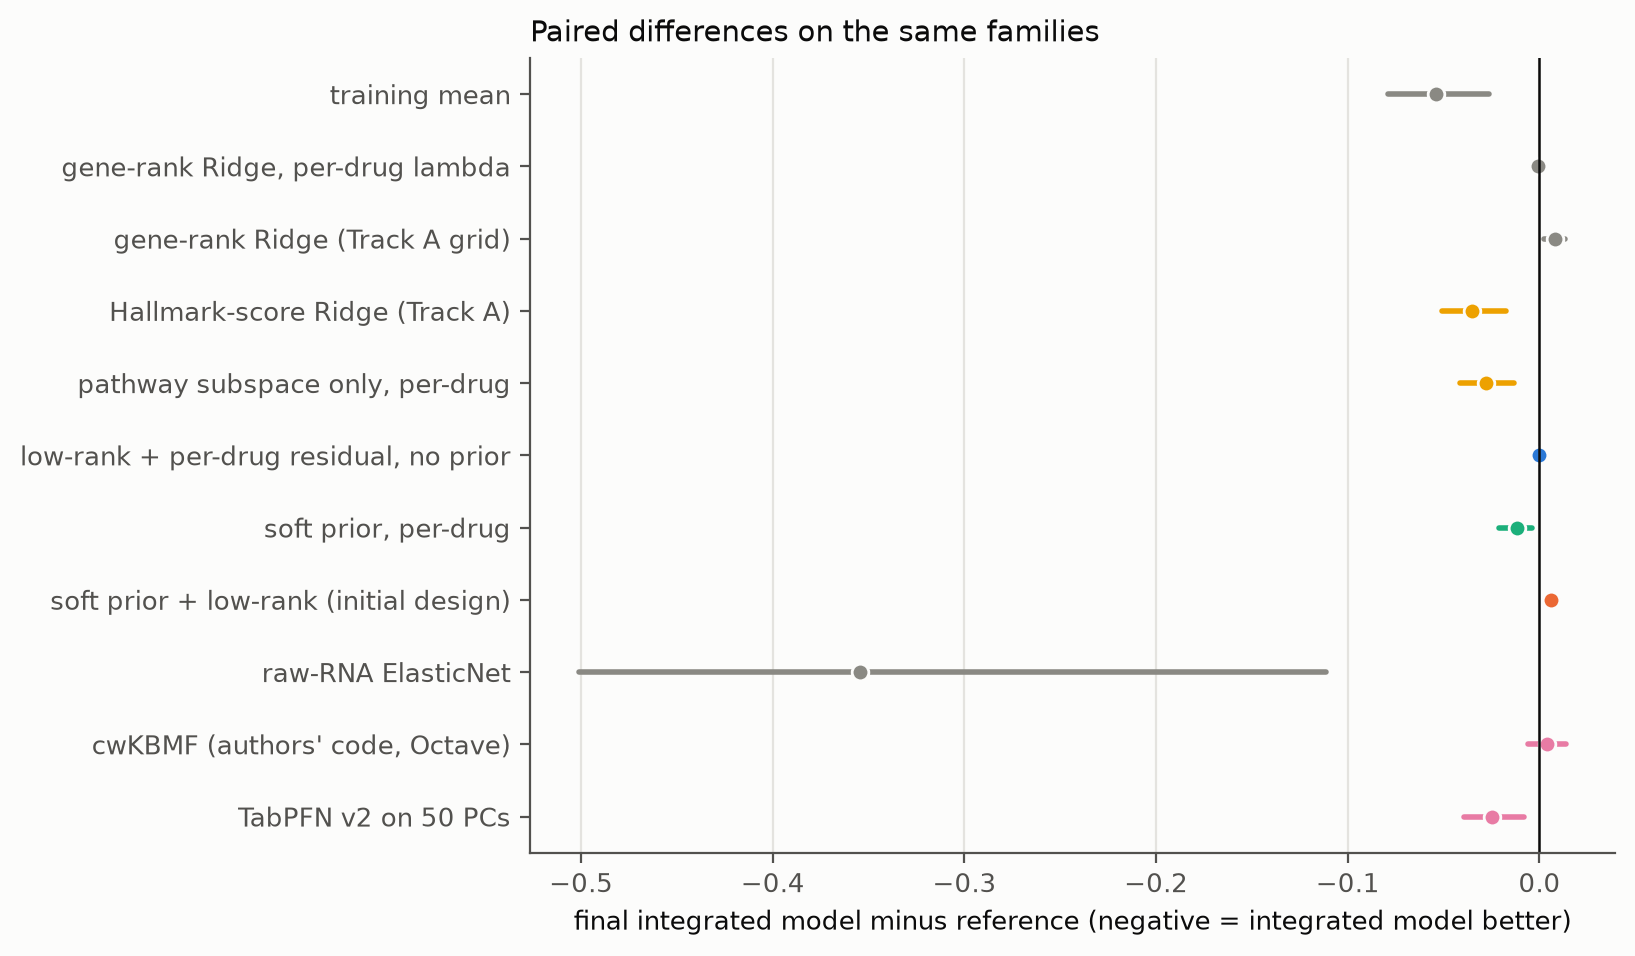 Paired differences on the same families
training mean
gene-rank Ridge, per-drug lambda
gene-rank Ridge (Track A grid)
Hallmark-score Ridge (Track A)
pathway subspace only, per-drug
low-rank + per-drug residual, no prior
soft prior, per-drug
soft prior + low-rank (initial design)
raw-RNA ElasticNet
cwKBMF (authors' code, Octave)
TabPFN v2 on 50 PCs
−0.5 −0.4 −0.3 −0.2 −0.1 0.0
final integrated model minus reference (negative = integrated model better)